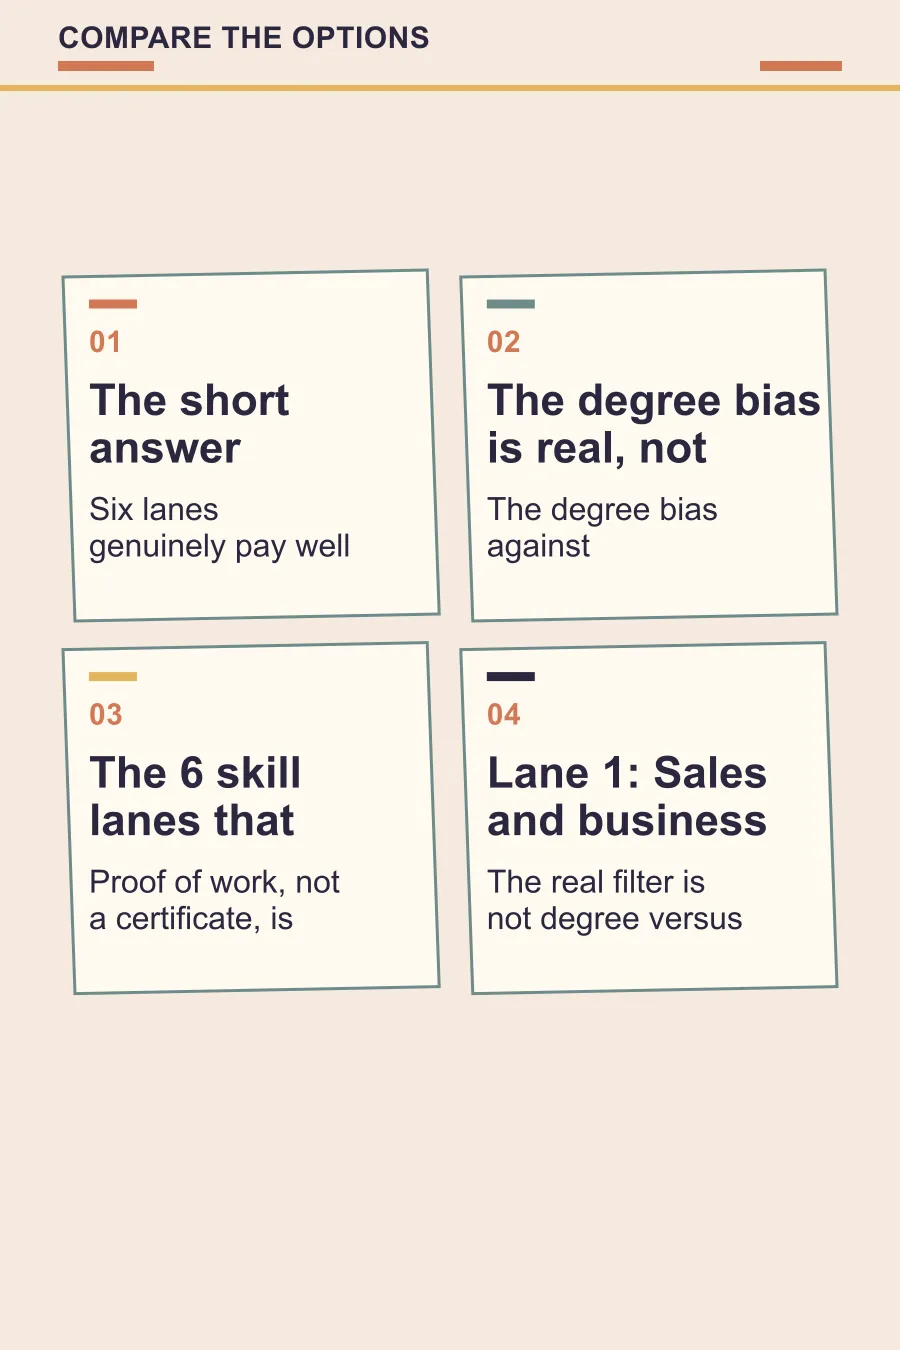 COMPARE THE OPTIONS
01
The short
answer
Six lanes
genuinely pay well
02
The degree bias
is real, not
The degree bias
against
03
The 6 skill
lanes that
Proof of work, not
a certificate, is
04
Lane 1: Sales
and business
The real filter is
not degree versus